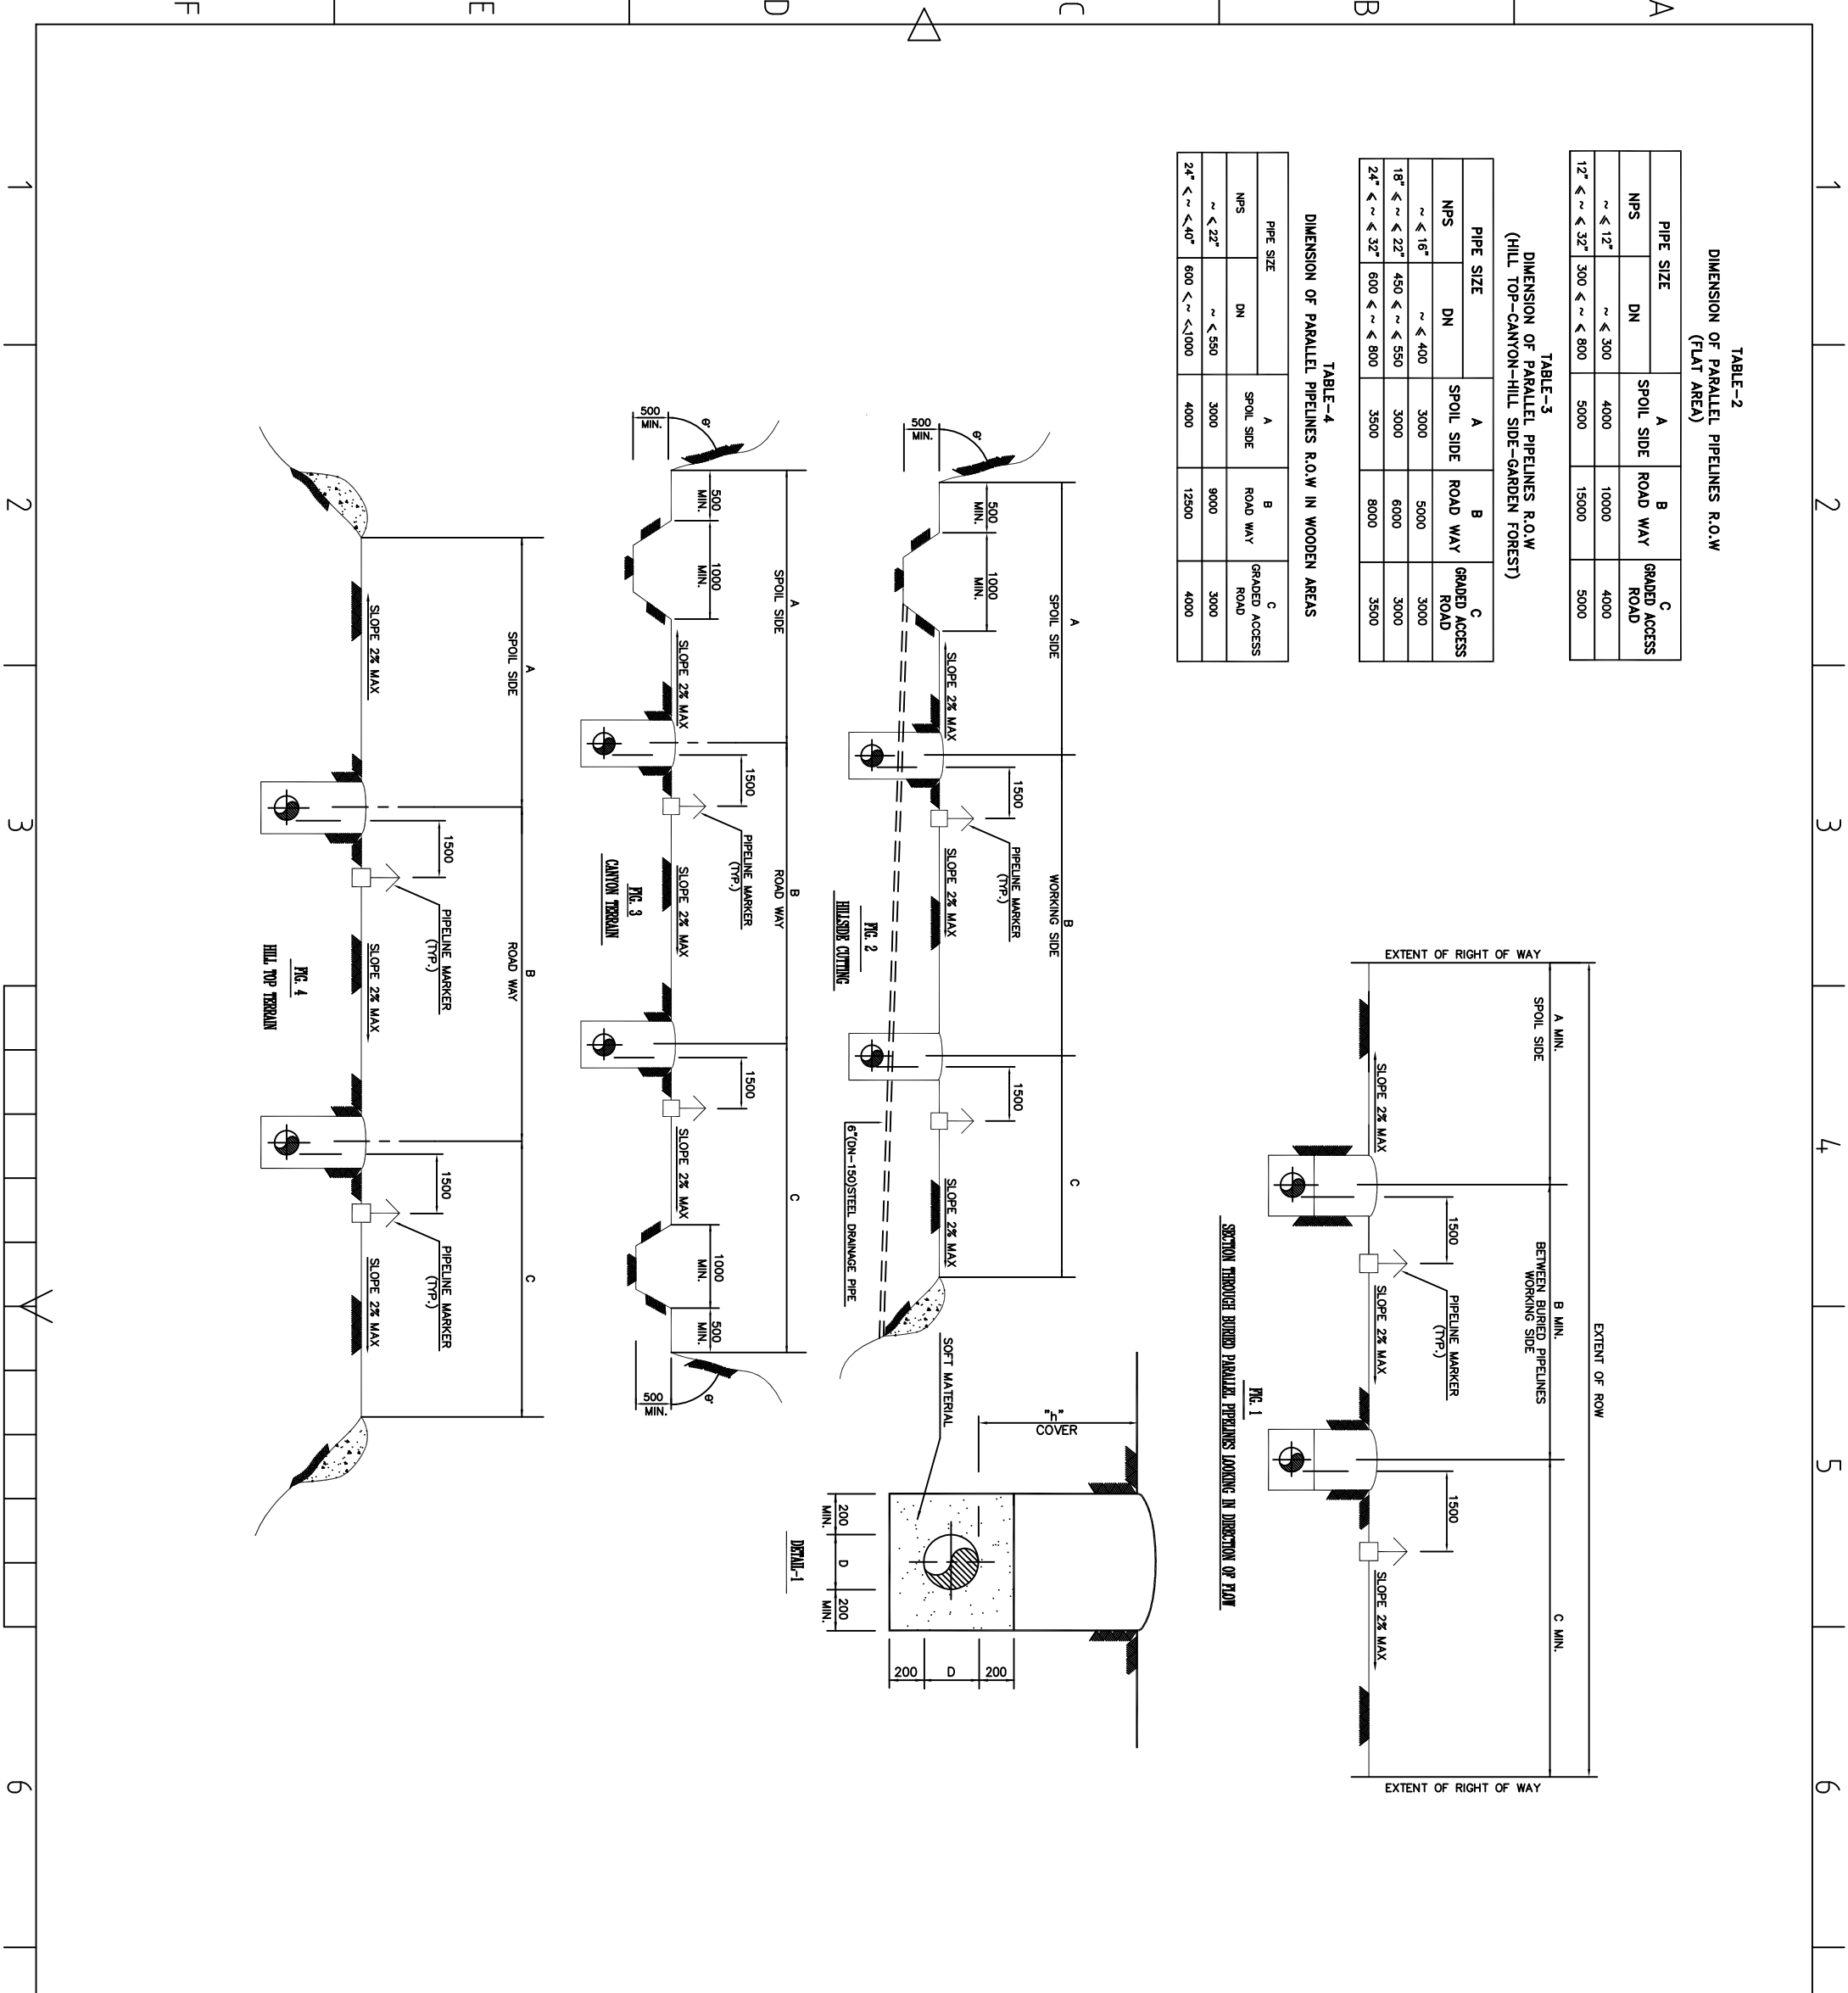 A
B
C
D
E
F
1
2
3
4
5
6
1
2
3
4
5
6
TABLE-2
DIMENSION OF PARALLEL PIPELINES R.O.W
(FLAT AREA)
PIPE SIZE
A
SPOIL SIDE
B
ROAD WAY
C
GRADED ACCESS
ROAD
NPS
DN
~ ⩽ 12"
~ ⩽ 300
4000
10000
4000
12" ⩽ ~ ⩽ 32"
300 ⩽ ~ ⩽ 800
5000
15000
5000
TABLE-3
DIMENSION OF PARALLEL PIPELINES R.O.W
(HILL TOP-CANYON-HILL SIDE-GARDEN FOREST)
PIPE SIZE
A
SPOIL SIDE
B
ROAD WAY
C
GRADED ACCESS
ROAD
NPS
DN
~ ⩽ 16"
~ ⩽ 400
3000
5000
3000
18" ⩽ ~ ⩽ 22"
450 ⩽ ~ ⩽ 550
3000
6000
3000
24" ⩽ ~ ⩽ 32"
600 ⩽ ~ ⩽ 800
3500
8000
3500
TABLE-4
DIMENSION OF PARALLEL PIPELINES R.O.W IN WOODEN AREAS
PIPE SIZE
A
SPOIL SIDE
B
ROAD WAY
C
GRADED ACCESS
ROAD
NPS
DN
~ < 22"
~ < 550
3000
9000
3000
24" < ~ < 40"
600 < ~ < 1000
4000
12500
4000
EXTENT OF ROW
A MIN.
SPOIL SIDE
B MIN.
BETWEEN BURIED PIPELINES
WORKING SIDE
C MIN.
EXTENT OF RIGHT OF WAY
EXTENT OF RIGHT OF WAY
1500
PIPELINE MARKER
(TYP.)
1500
SLOPE 2% MAX
SLOPE 2% MAX
SLOPE 2% MAX
FIG. 1
SECTION THROUGH BURIED PARALLEL PIPELINES LOOKING IN DIRECTION OF FLOW
A
SPOIL SIDE
B
WORKING SIDE
C
500
MIN.
1000
MIN.
500
MIN.
θ°
1500
PIPELINE MARKER
(TYP.)
1500
SLOPE 2% MAX
SLOPE 2% MAX
SLOPE 2% MAX
6"(DN-150)STEEL DRAINAGE PIPE
FIG. 2
HILLSIDE CUTTING
"h"
COVER
SOFT MATERIAL
200
D
200
200
MIN.
D
200
MIN.
DETAIL-1
A
SPOIL SIDE
B
ROAD WAY
C
500
MIN.
1000
MIN.
500
MIN.
θ°
1500
PIPELINE MARKER
(TYP.)
1500
SLOPE 2% MAX
SLOPE 2% MAX
SLOPE 2% MAX
1000
MIN.
500
MIN.
500
MIN.
θ°
FIG. 3
CANYON TERRAIN
A
SPOIL SIDE
B
ROAD WAY
C
1500
PIPELINE MARKER
(TYP.)
1500
PIPELINE MARKER
(TYP.)
SLOPE 2% MAX
SLOPE 2% MAX
SLOPE 2% MAX
FIG. 4
HILL TOP TERRAIN